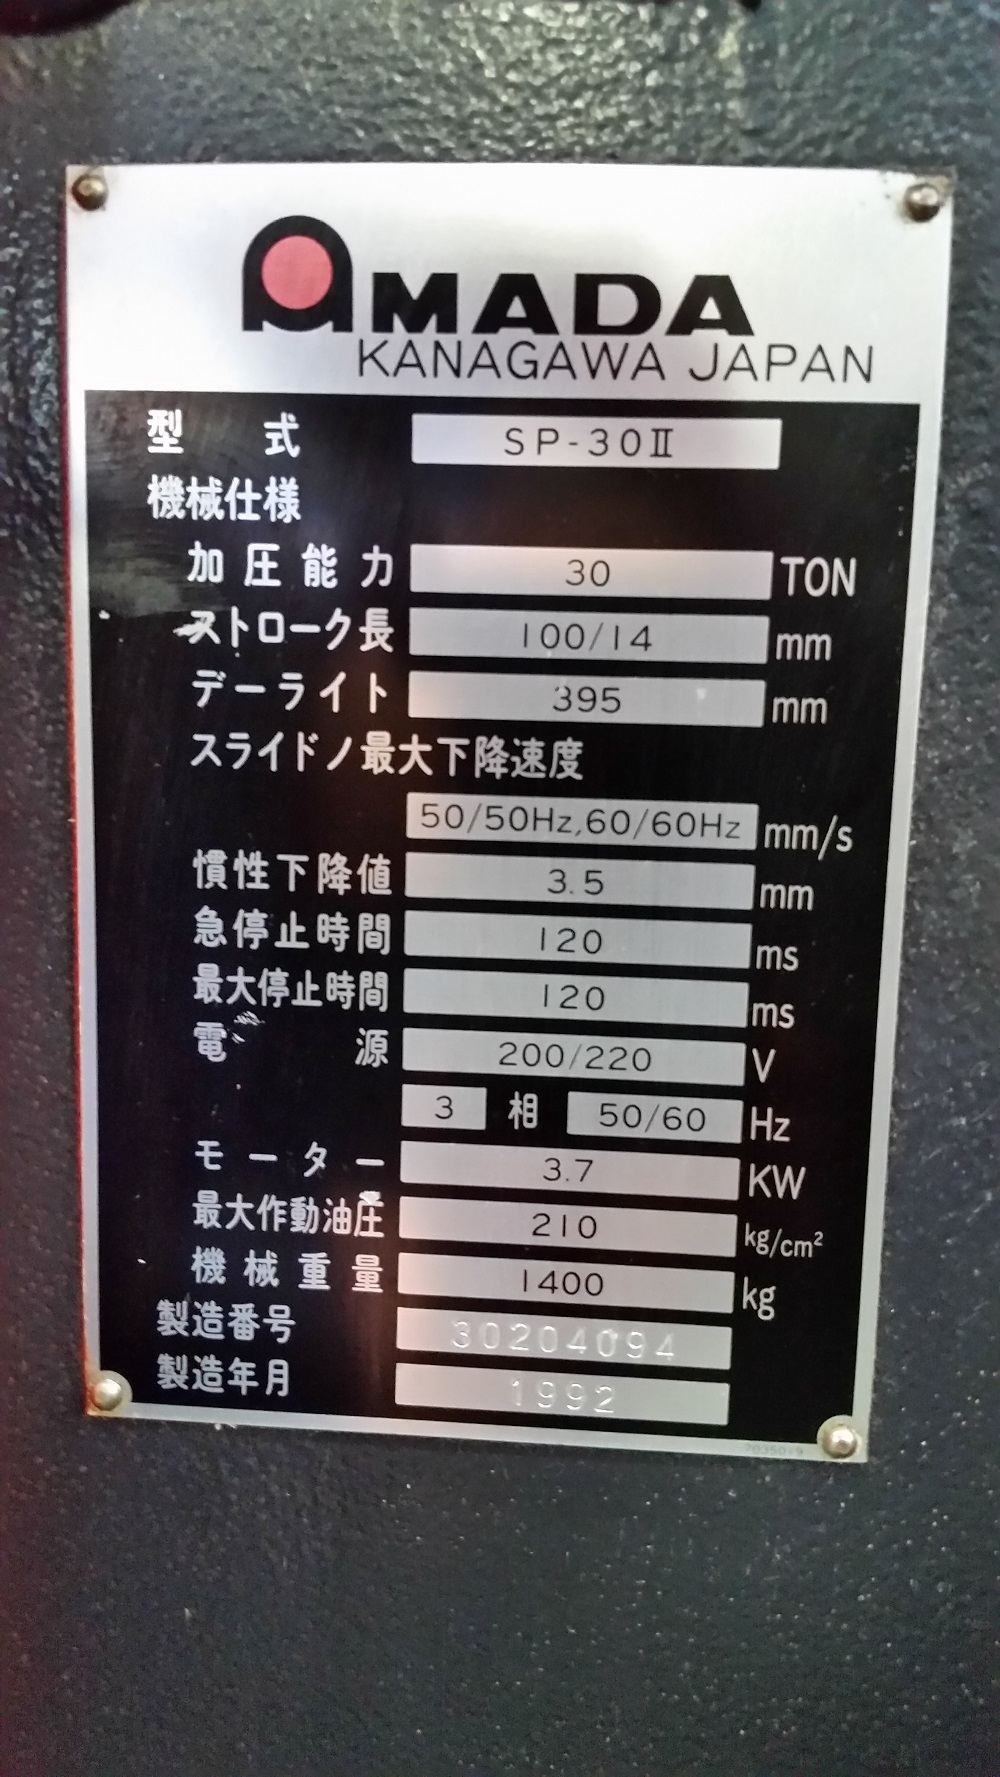 AMADA
KANAGAWA JAPAN
型式 SP-30Ⅱ
機械仕様
加圧能力 30 TON
ストローク長 100/14 mm
デーライト 395 mm
スライドノ最大下降速度
50/50Hz,60/60Hz mm/s
慣性下降値 3.5 mm
急停止時間 120 ms
最大停止時間 120 ms
電源 200/220 V
3 相 50/60 Hz
モーター 3.7 KW
最大作動油圧 210 kg/cm²
機械重量 1400 kg
製造番号 30204094
製造年月 1992